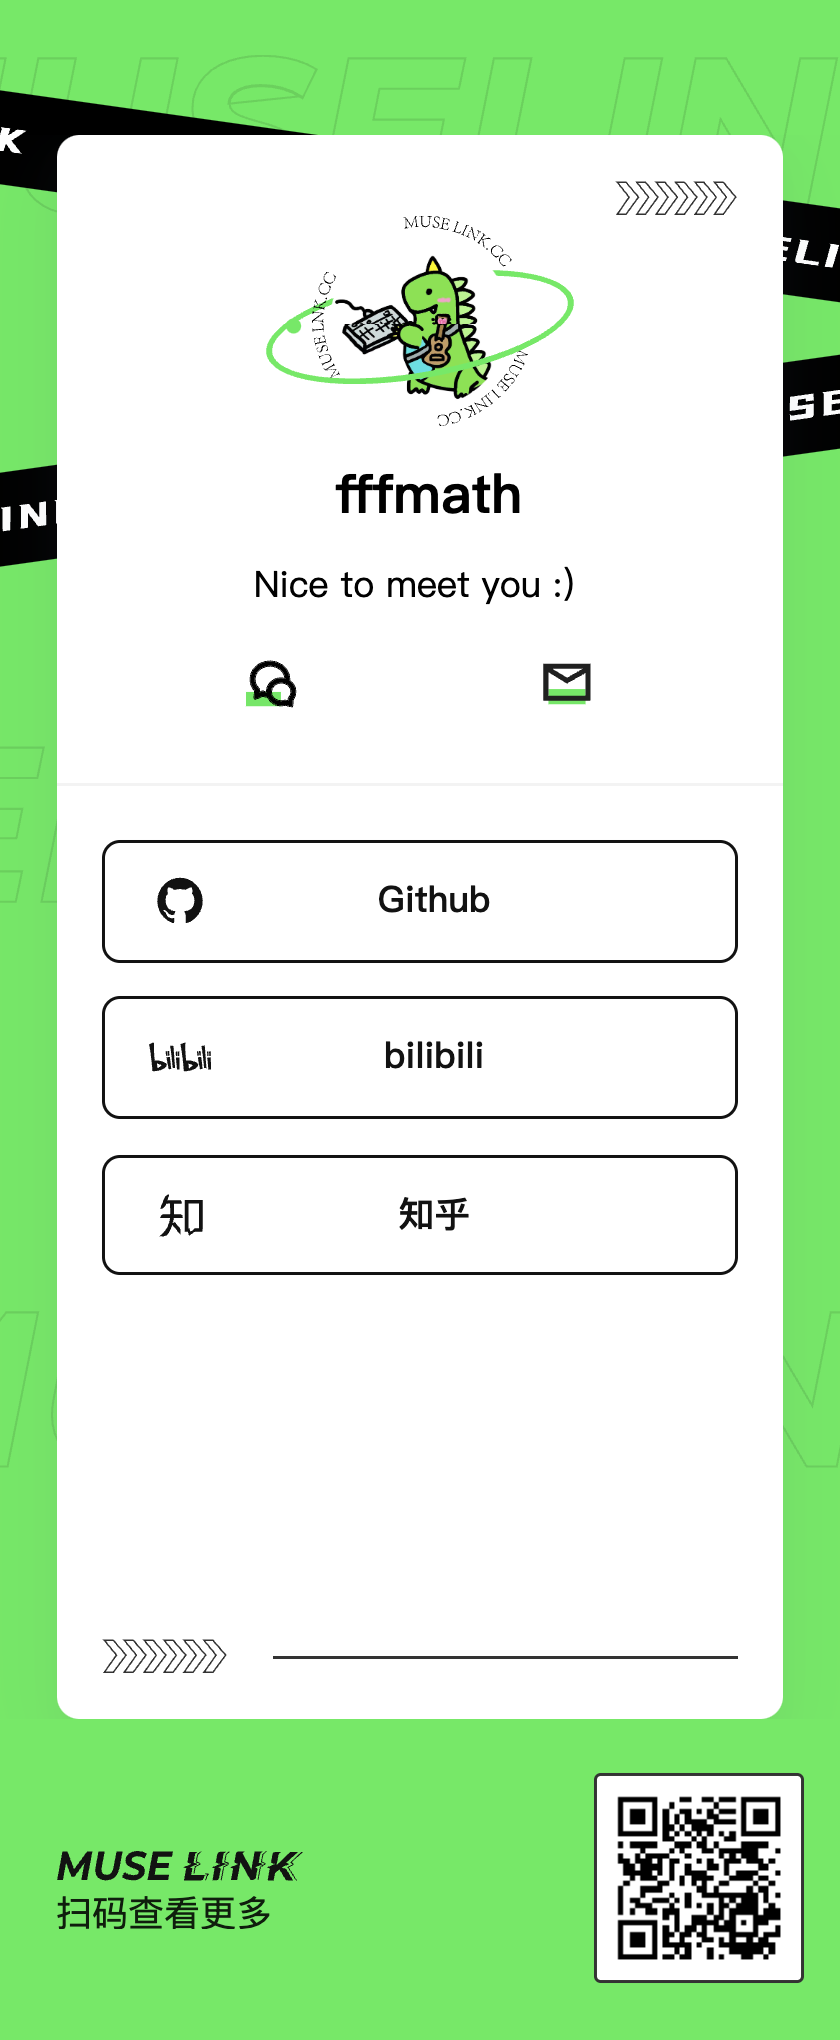 MUSE LINK.CC
MUSE LNK.CC
MUSE LINK.CC
fffmath
Nice to meet you :)
Github
bilibili
bilibili
知
知乎
MUSE LINK
扫码查看更多